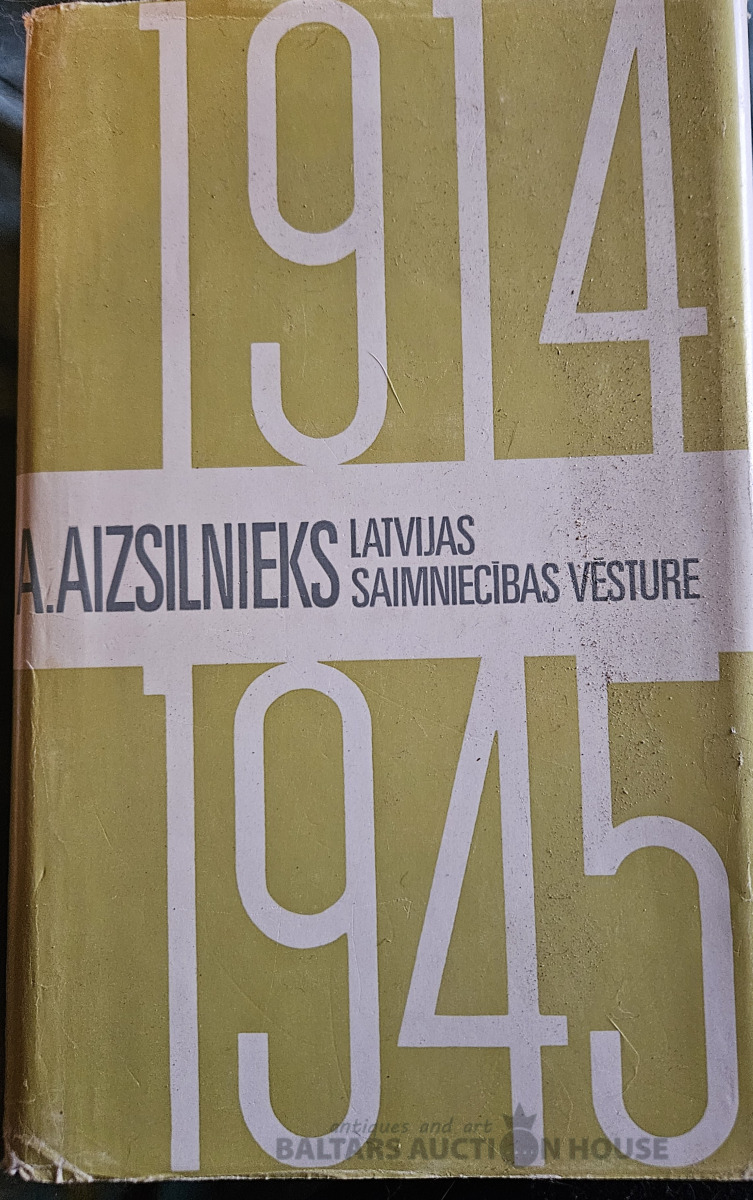 1914
A.AIZSILNIEKS
LATVIJAS
SAIMNIECĪBAS VĒSTURE
1945
antiques and art
BALTARS AUCTION HOUSE